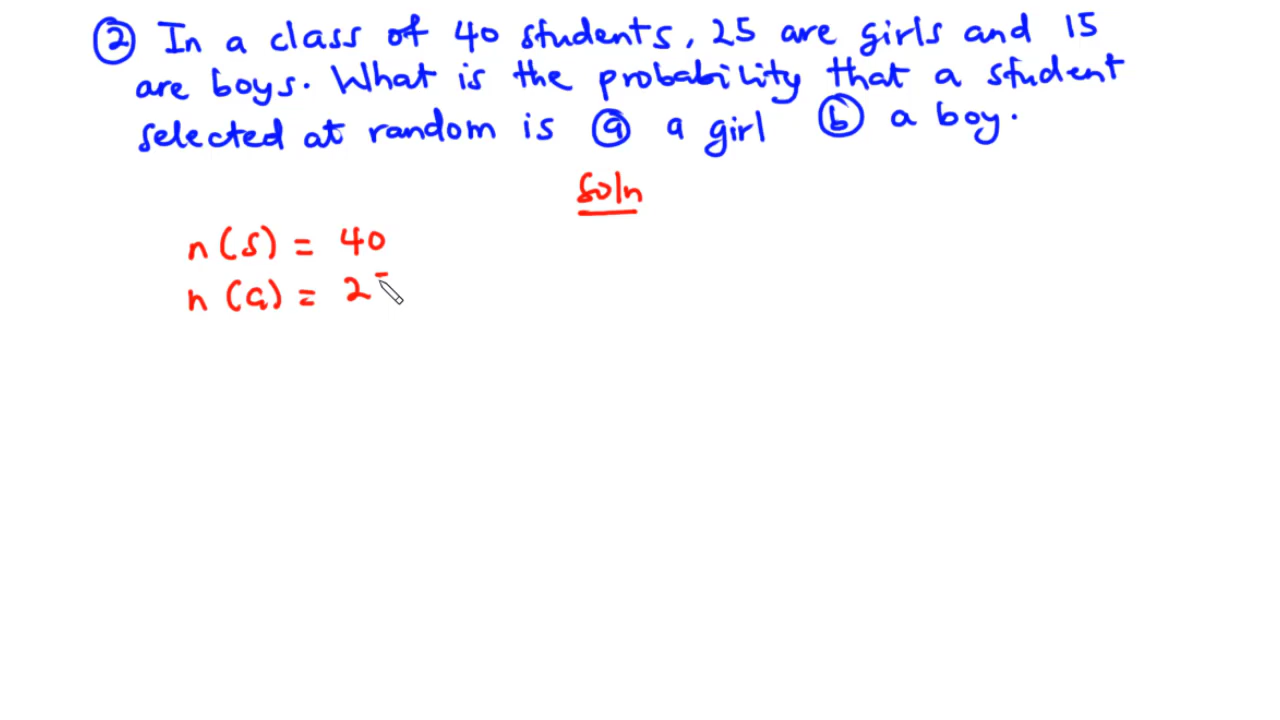 ② In a class of 40 students, 25 are girls and 15
are boys. What is the probability that a student
selected at random is ⓐ a girl ⓑ a boy.
Soln
n(S) = 40
n(G) = 2